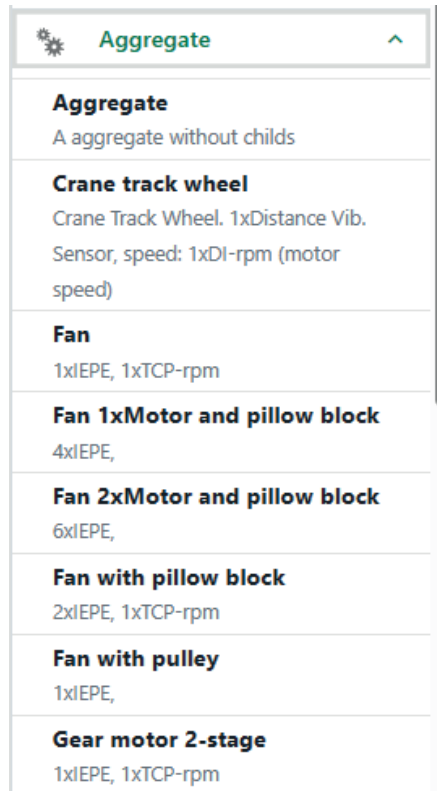 Aggregate
Aggregate
A aggregate without childs
Crane track wheel
Crane Track Wheel. 1xDistance Vib.
Sensor, speed: 1xDI-rpm (motor
speed)
Fan
1xIEPE, 1xTCP-rpm
Fan 1xMotor and pillow block
4xIEPE,
Fan 2xMotor and pillow block
6xIEPE,
Fan with pillow block
2xIEPE, 1xTCP-rpm
Fan with pulley
1xIEPE,
Gear motor 2-stage
1xIEPE, 1xTCP-rpm